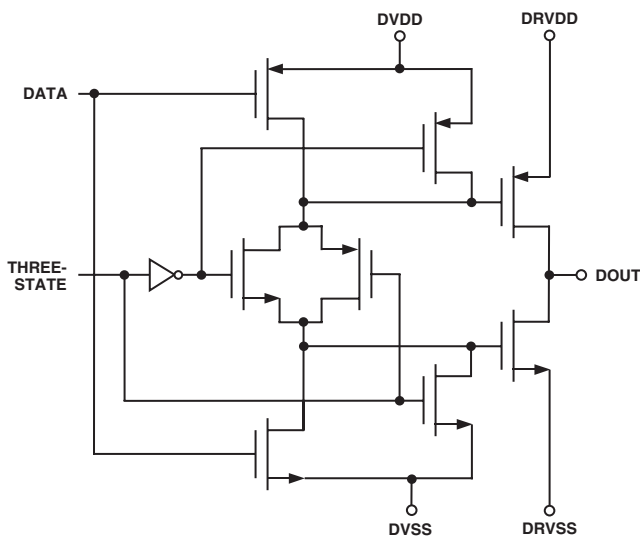 DVDD
DRVDD
DATA
THREE-
STATE
DOUT
DVSS
DRVSS